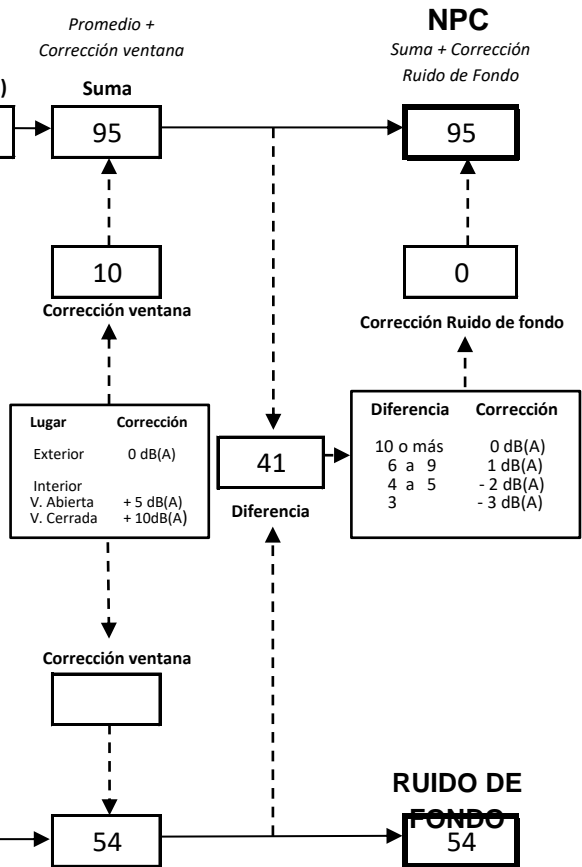 Promedio +
Corrección ventana
NPC
Suma + Corrección
Ruido de Fondo
)
Suma
95
95
10
0
Corrección ventana
Corrección Ruido de fondo
Lugar Corrección
Exterior 0 dB(A)
Interior
V. Abierta + 5 dB(A)
V. Cerrada + 10dB(A)
41
Diferencia
Diferencia Corrección
10 o más 0 dB(A)
6 a 9 1 dB(A)
4 a 5 - 2 dB(A)
3 - 3 dB(A)
Corrección ventana
RUIDO DE
FONDO
54
54